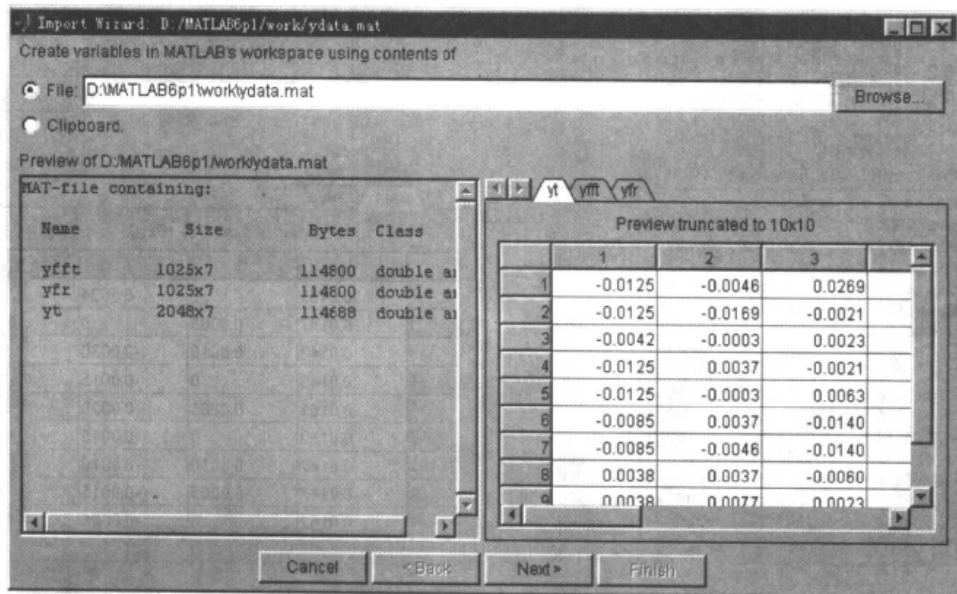 Import Wizard: D:/MATLAB6p1/work/ydata.mat
Create variables in MATLAB's workspace using contents of
File: D:\MATLAB6p1\work\ydata.mat Browse...
Clipboard.
Preview of D:/MATLAB6p1/work/ydata.mat
MAT-file containing:
Name Size Bytes Class
yfft 1025x7 114800 double ar
yfr 1025x7 114800 double ar
yt 2048x7 114688 double ar
yt yfft yfr
Preview truncated to 10x10
1 2 3
1 -0.0125 -0.0046 0.0269
2 -0.0125 -0.0169 -0.0021
3 -0.0042 -0.0003 0.0023
4 -0.0125 0.0037 -0.0021
5 -0.0125 -0.0003 0.0063
6 -0.0085 0.0037 -0.0140
7 -0.0085 -0.0046 -0.0140
8 0.0038 0.0037 -0.0060
9 0.0038 0.0077 0.0023
Cancel < Back Next > Finish